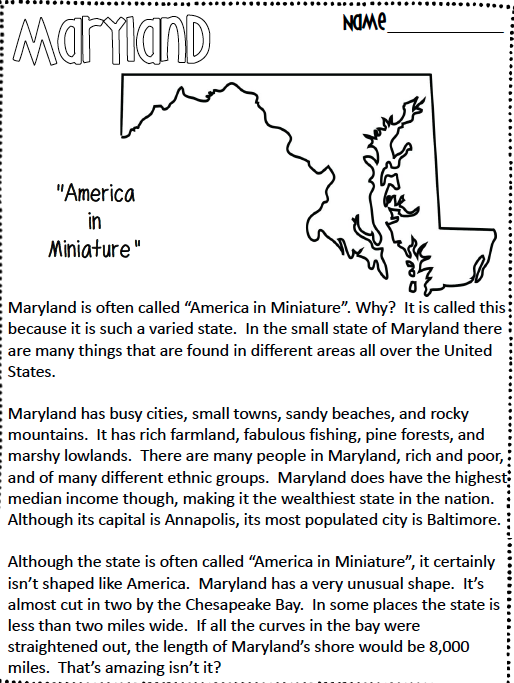 Maryland
Name
"America
in
Miniature"
Maryland is often called “America in Miniature”. Why?  It is called this
because it is such a varied state.  In the small state of Maryland there
are many things that are found in different areas all over the United
States.
Maryland has busy cities, small towns, sandy beaches, and rocky
mountains.  It has rich farmland, fabulous fishing, pine forests, and
marshy lowlands.  There are many people in Maryland, rich and poor,
and of many different ethnic groups.  Maryland does have the highest
median income though, making it the wealthiest state in the nation.
Although its capital is Annapolis, its most populated city is Baltimore.
Although the state is often called “America in Miniature”, it certainly
isn’t shaped like America.  Maryland has a very unusual shape.  It’s
almost cut in two by the Chesapeake Bay.  In some places the state is
less than two miles wide.  If all the curves in the bay were
straightened out, the length of Maryland’s shore would be 8,000
miles.  That’s amazing isn’t it?